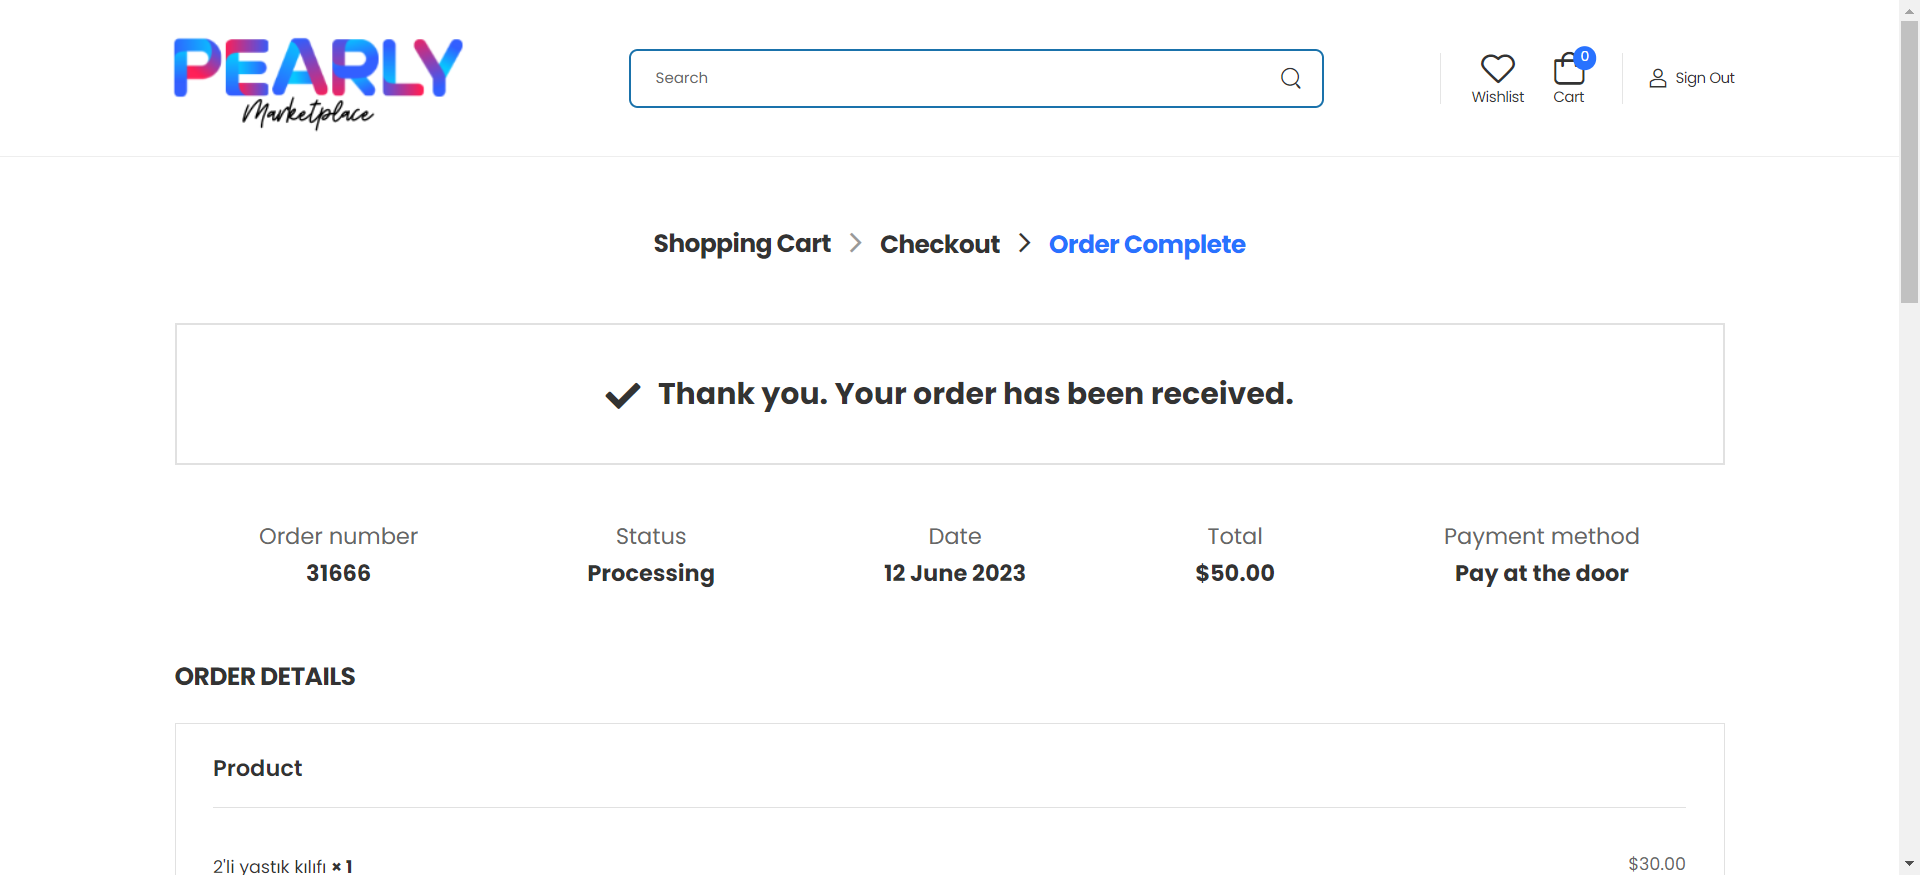 PEARLY
Marketplace
Search
0
Wishlist
Cart
Sign Out
Shopping Cart
Checkout
Order Complete
Thank you. Your order has been received.
Order number
31666
Status
Processing
Date
12 June 2023
Total
$50.00
Payment method
Pay at the door
ORDER DETAILS
Product
2'li yastık kılıfı × 1 $30.00